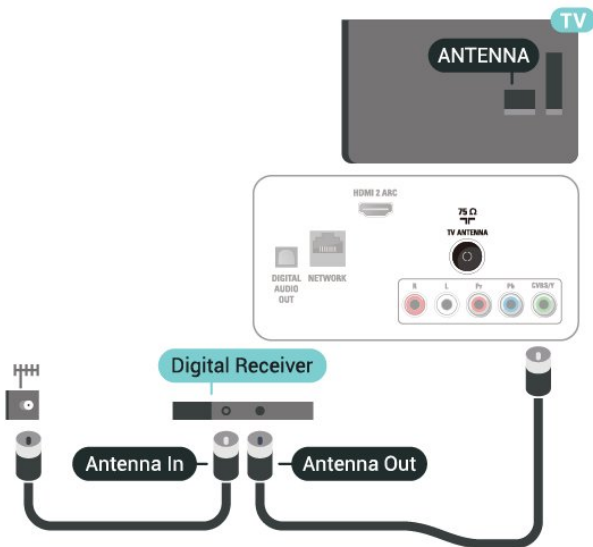 TV
ANTENNA
HDMI 2 ARC
75 Ω
TV ANTENNA
DIGITAL
AUDIO
OUT
NETWORK
R L Pr Pb CVBS/Y
Digital Receiver
Antenna In
Antenna Out